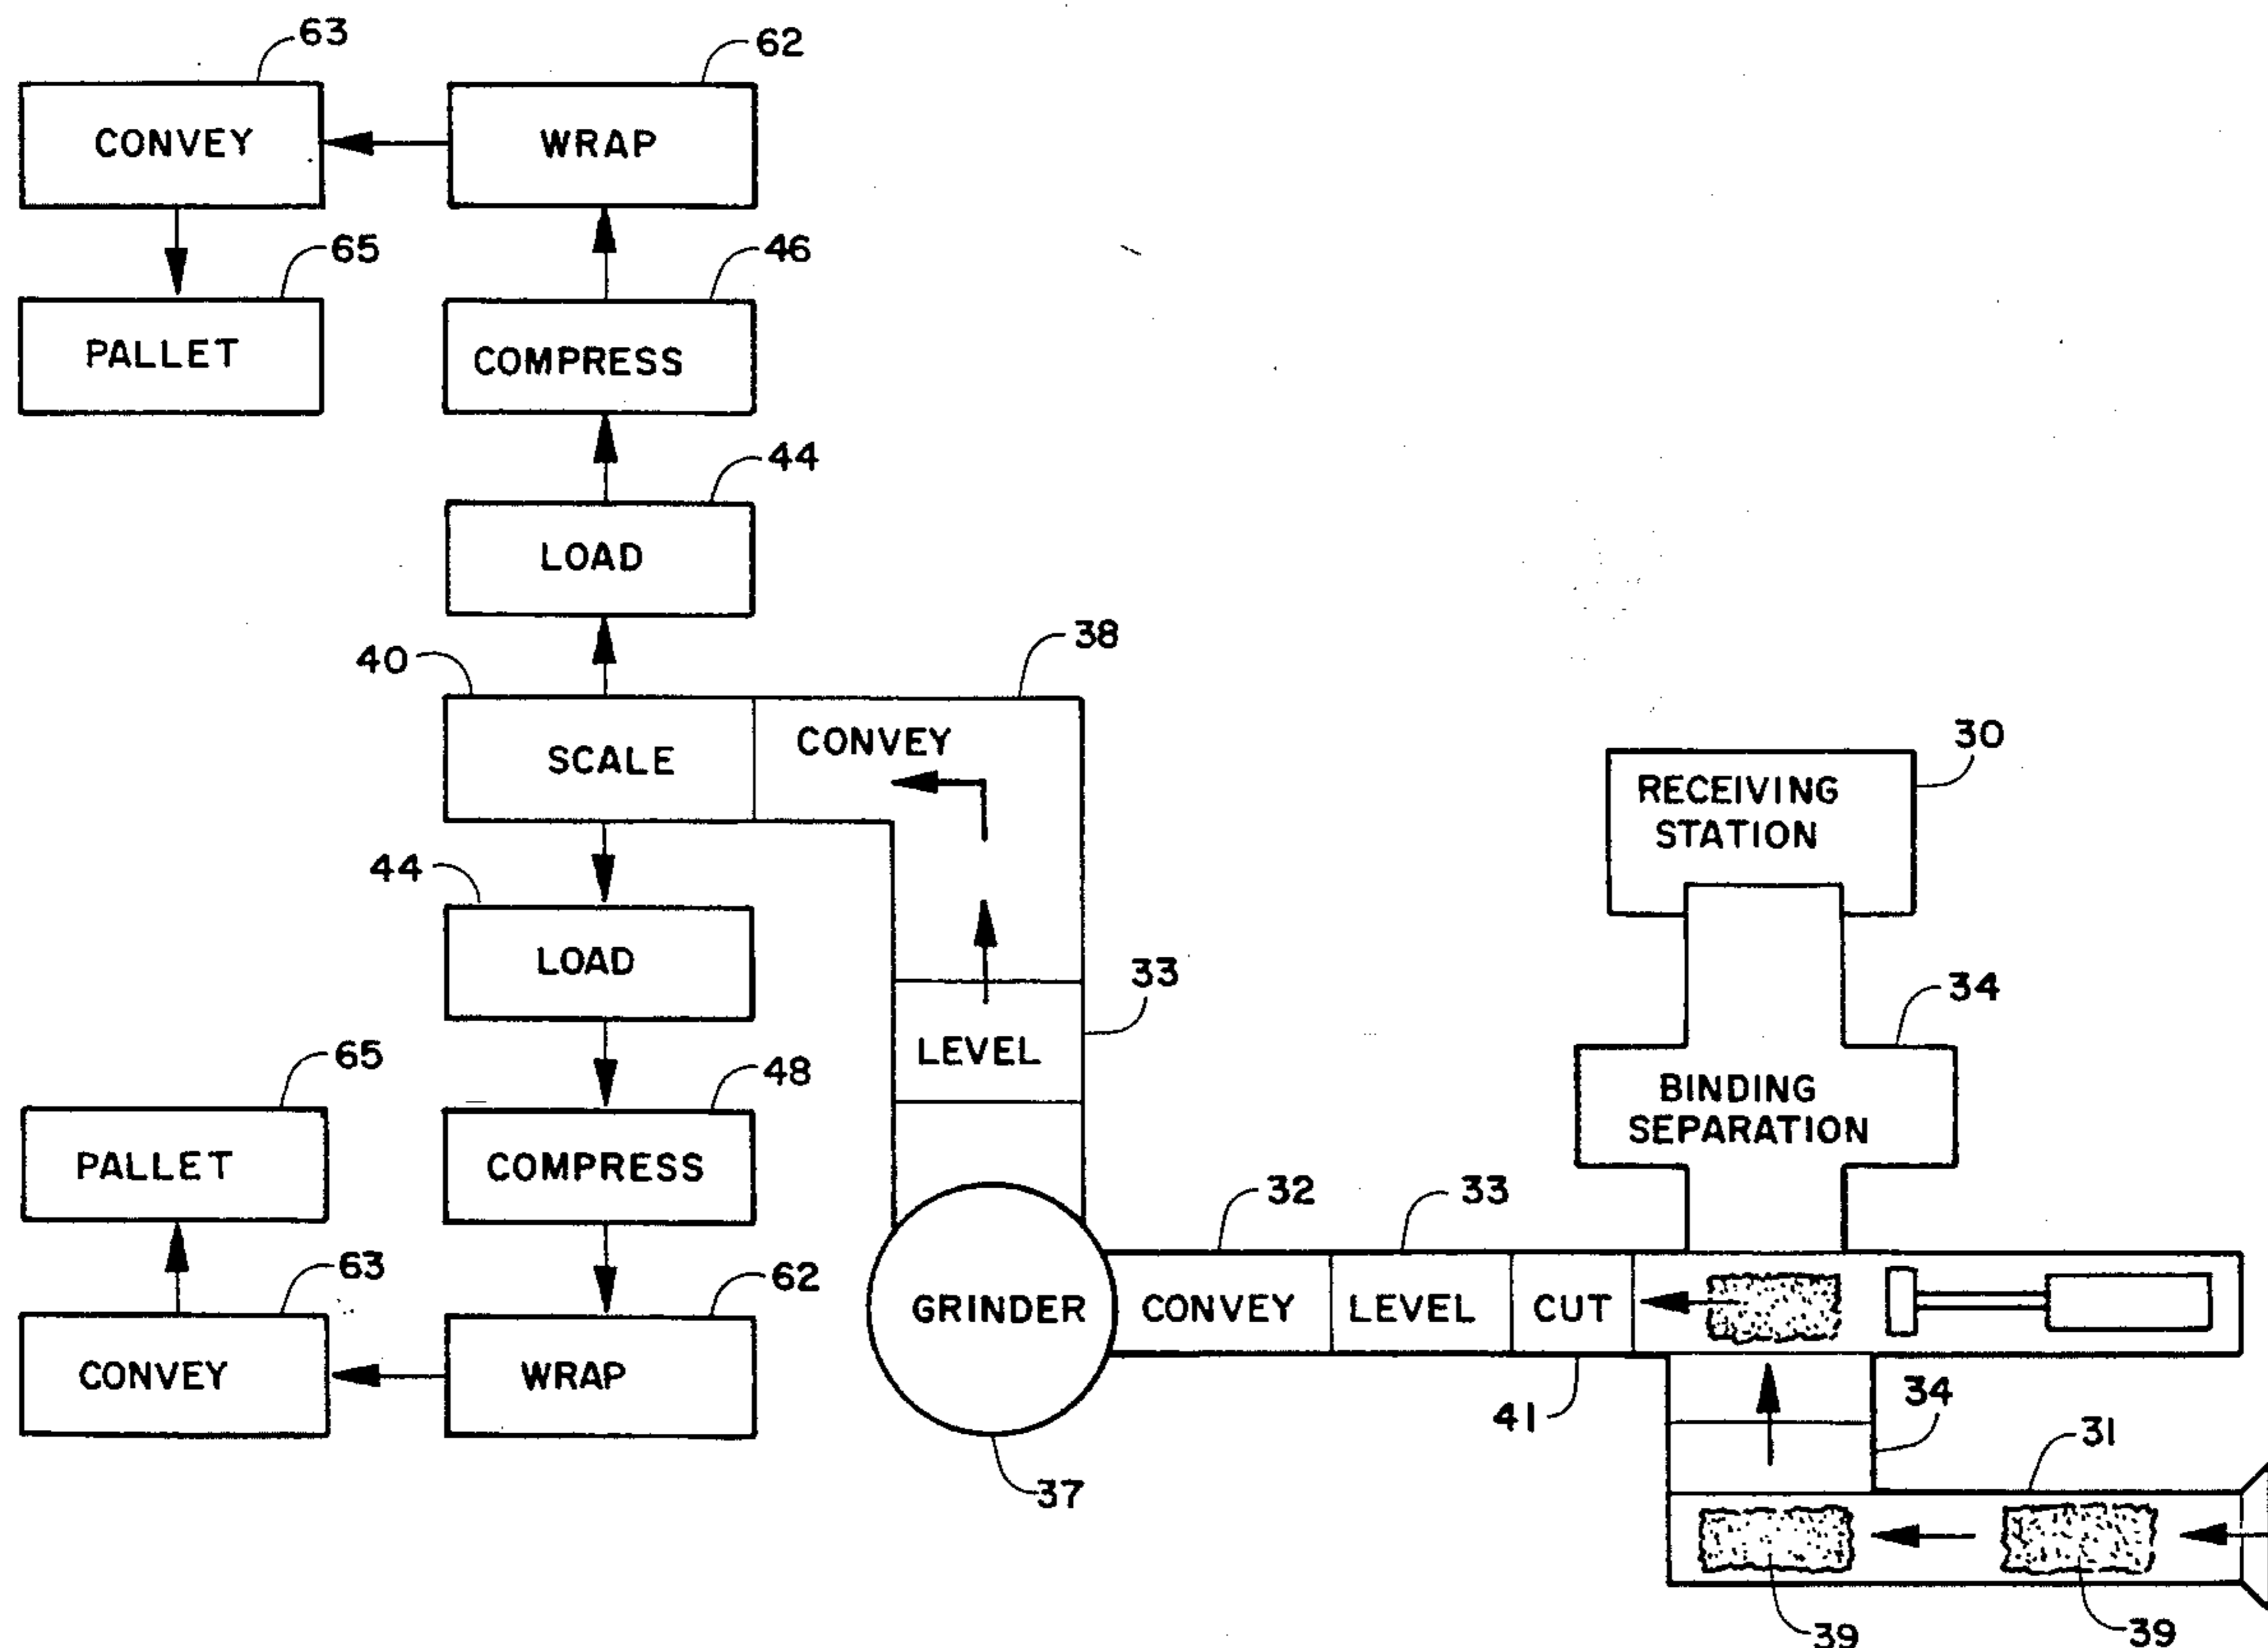 63
62
CONVEY
WRAP
65
46
PALLET
COMPRESS
44
LOAD
40
38
SCALE
CONVEY
30
RECEIVING
STATION
44
LOAD
33
LEVEL
34
BINDING
SEPARATION
65
48
PALLET
COMPRESS
32
33
63
62
GRINDER
CONVEY
LEVEL
CUT
CONVEY
WRAP
41
34
31
37
39
39